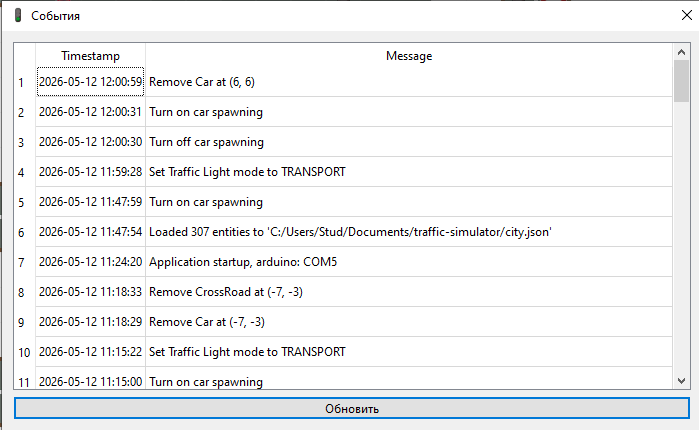 События
Timestamp Message
1 2026-05-12 12:00:59 Remove Car at (6, 6)
2 2026-05-12 12:00:31 Turn on car spawning
3 2026-05-12 12:00:30 Turn off car spawning
4 2026-05-12 11:59:28 Set Traffic Light mode to TRANSPORT
5 2026-05-12 11:47:59 Turn on car spawning
6 2026-05-12 11:47:54 Loaded 307 entities to 'C:/Users/Stud/Documents/traffic-simulator/city.json'
7 2026-05-12 11:24:20 Application startup, arduino: COM5
8 2026-05-12 11:18:33 Remove CrossRoad at (-7, -3)
9 2026-05-12 11:18:29 Remove Car at (-7, -3)
10 2026-05-12 11:15:22 Set Traffic Light mode to TRANSPORT
11 2026-05-12 11:15:00 Turn on car spawning
Обновить